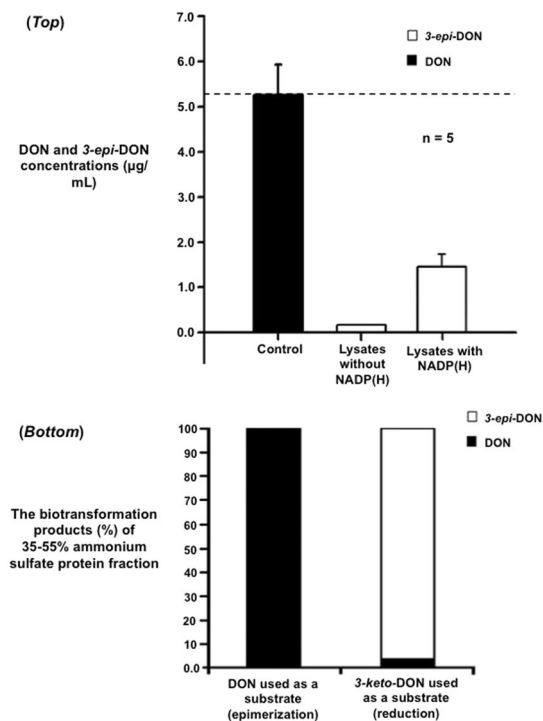 (Top)
3-epi-DON
DON
n = 5
DON and 3-epi-DON
concentrations (µg/
mL)
7.0
6.0
5.0
4.0
2.0
1.0
0.0
Control
Lysates
without
NADP(H)
Lysates with
NADP(H)
(Bottom)
3-epi-DON
DON
The biotransformation
products (%) of
35-55% ammonium
sulfate protein fraction
100
90
80
70
60
50
40
30
20
10
0.0
DON used as a
substrate
(epimerization)
3-keto-DON used
as a substrate
(reduction)